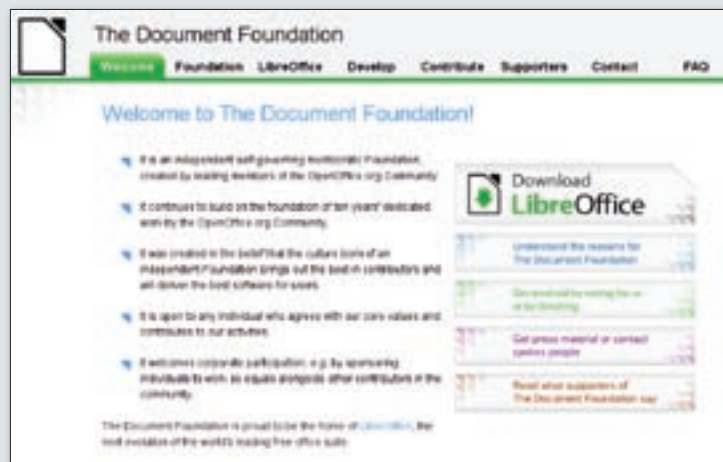 The Document Foundation
Welcome Foundation LibreOffice Develop Contribute Supporters Contact FAQ
Welcome to The Document Foundation!
It is an independent self-governing meritocratic Foundation,
created by leading members of the OpenOffice.org Community.
It continues to build on the foundation of ten years' dedicated
work by the OpenOffice.org Community.
It was created in the belief that the culture born of an
independent Foundation brings out the best in contributors and
will deliver the best software for users.
It is open to any individual who agrees with our core values and
contributes to our activities.
It welcomes corporate participation, e.g. by sponsoring
individuals to work as equals alongside other contributors in the
community.
The Document Foundation is proud to be the home of LibreOffice, the
next evolution of the world's leading free office suite.
Download
LibreOffice
Understand the reasons for
The Document Foundation
Get involved by
or by
Get press material or contact
spokes people
Read what supporters of
The Document Foundation say